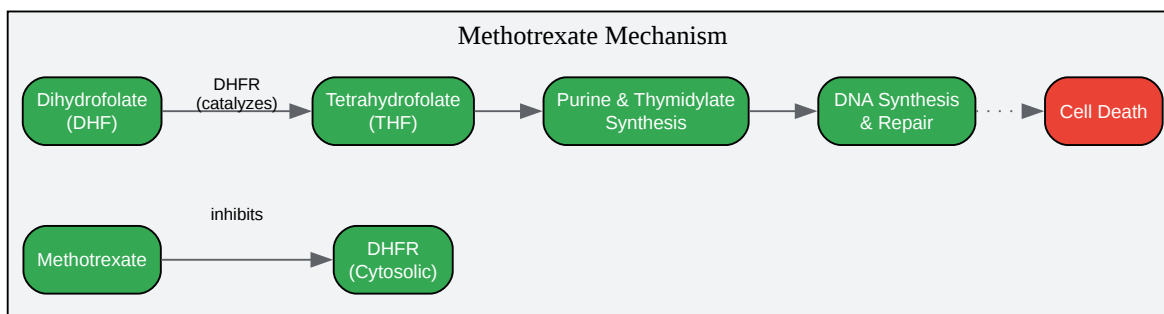 Methotrexate Mechanism
Dihydrofolate
(DHF)
DHFR
(catalyzes)
Tetrahydrofolate
(THF)
Purine & Thymidylate
Synthesis
DNA Synthesis
& Repair
Cell Death
Methotrexate
inhibits
DHFR
(Cytosolic)